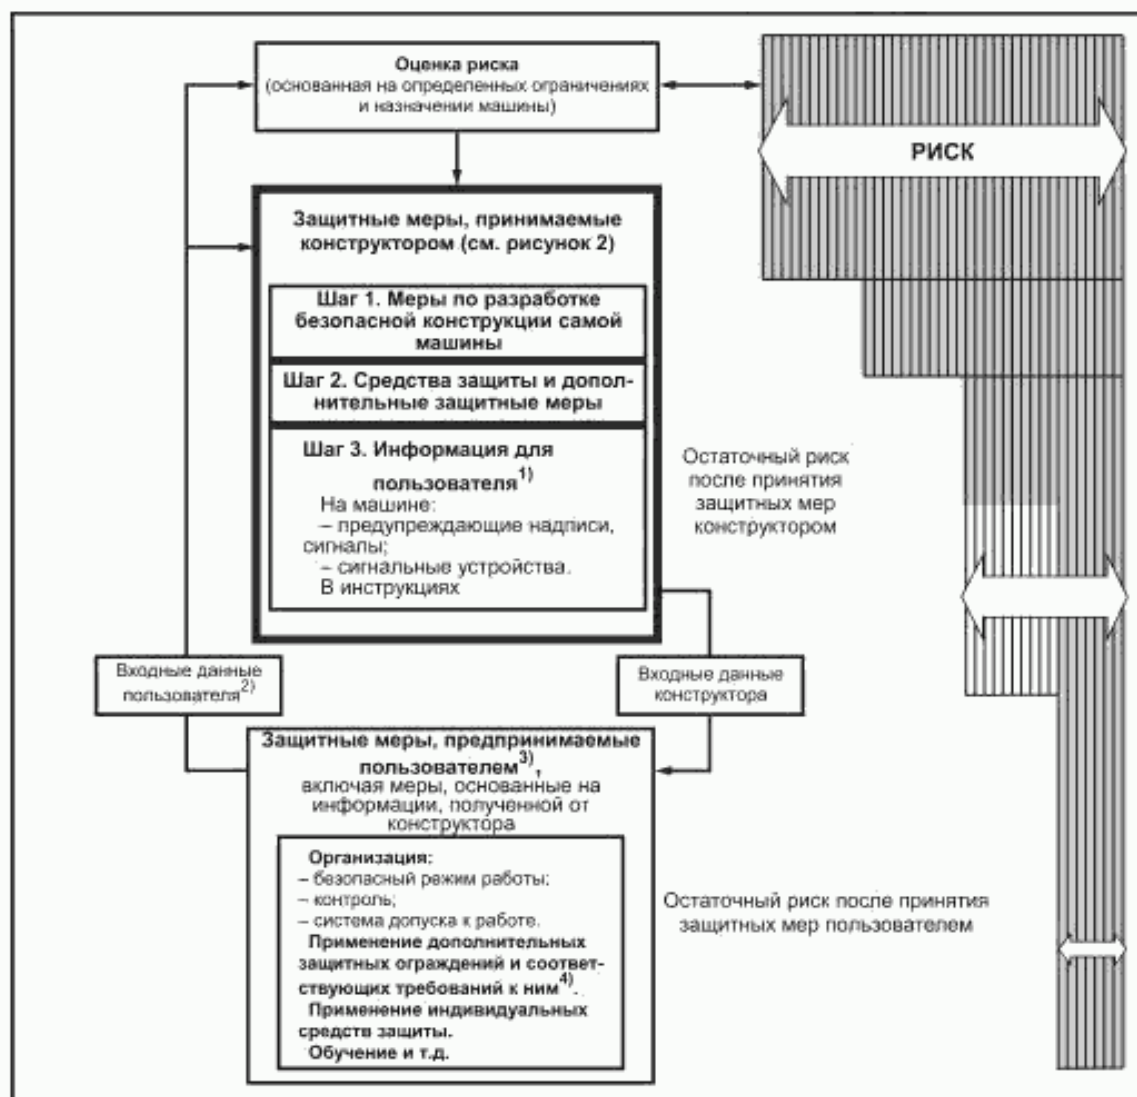 Оценка риска
(основанная на определенных ограничениях
и назначении машины)
РИСК
Защитные меры, принимаемые
конструктором (см. рисунок 2)
Шаг 1. Меры по разработке
безопасной конструкции самой
машины
Шаг 2. Средства защиты и допол-
нительные защитные меры
Шаг 3. Информация для
пользователя1)
На машине:
– предупреждающие надписи,
сигналы;
– сигнальные устройства.
В инструкциях
Остаточный риск
после принятия
защитных мер
конструктором
Входные данные
пользователя2)
Входные данные
конструктора
Защитные меры, предпринимаемые
пользователем3),
включая меры, основанные на
информации, полученной от
конструктора
Организация:
– безопасный режим работы;
– контроль;
– система допуска к работе.
Применение дополнительных
защитных ограждений и соответ-
ствующих требований к ним4).
Применение индивидуальных
средств защиты.
Обучение и т.д.
Остаточный риск после принятия
защитных мер пользователем